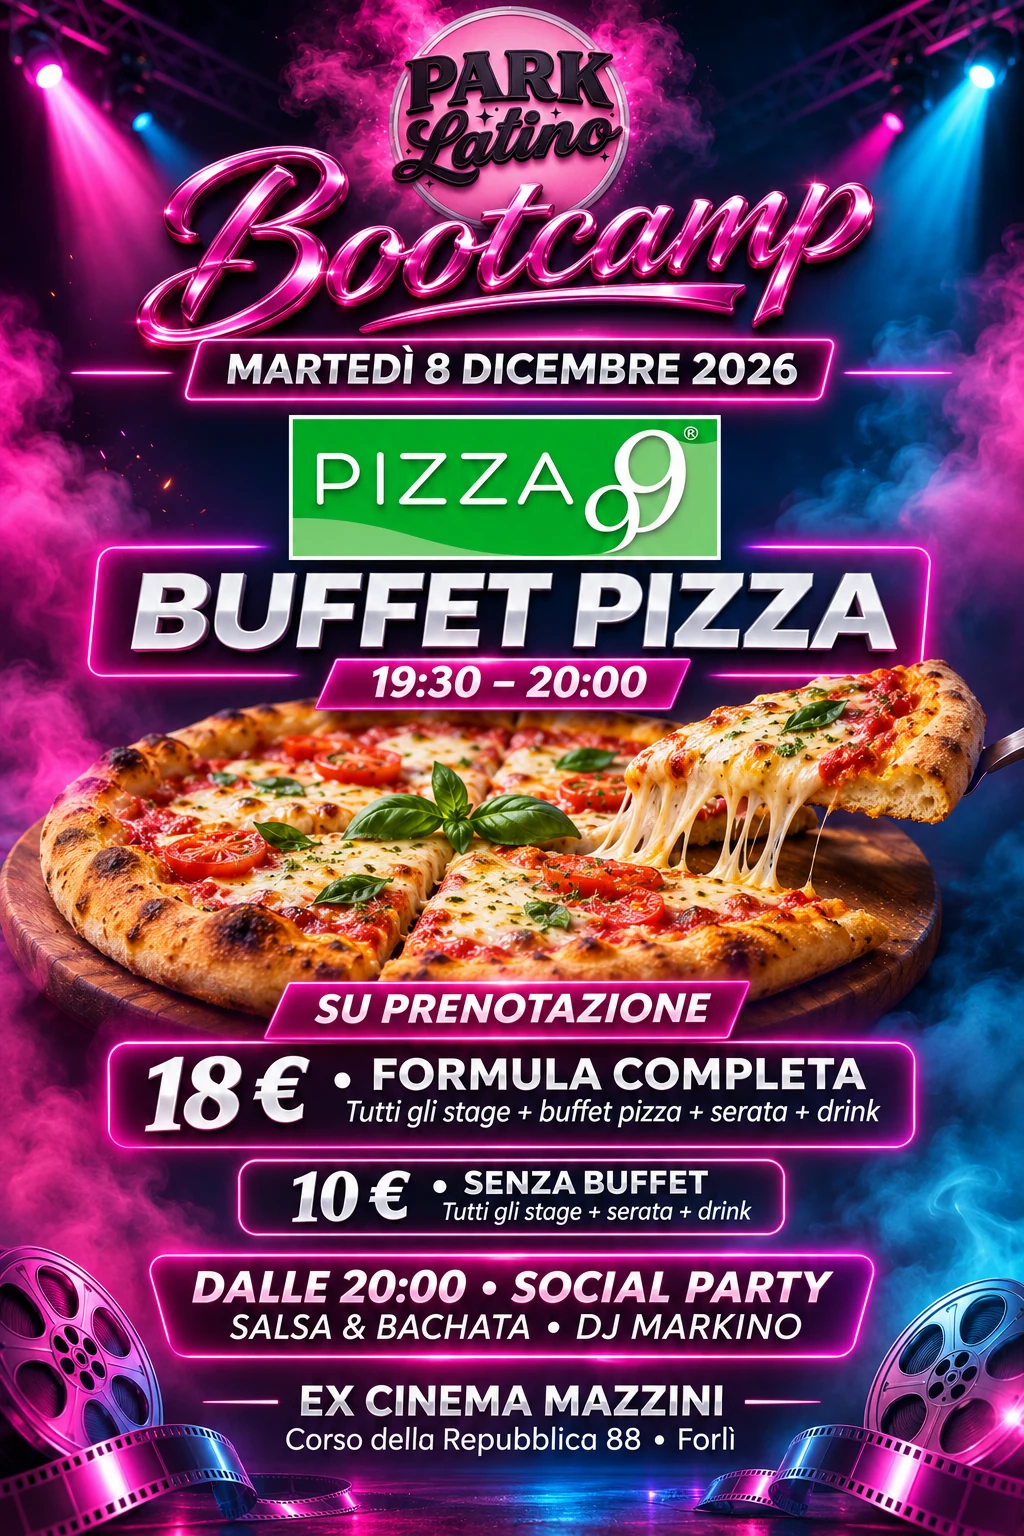 PARK
Latino
Bootcamp
MARTEDÌ 8 DICEMBRE 2026
PIZZA 99®
BUFFET PIZZA
19:30 – 20:00
SU PRENOTAZIONE
18 € • FORMULA COMPLETA
Tutti gli stage + buffet pizza + serata + drink
10 € • SENZA BUFFET
Tutti gli stage + serata + drink
DALLE 20:00 • SOCIAL PARTY
SALSA & BACHATA • DJ MARKINO
EX CINEMA MAZZINI
Corso della Repubblica 88 • Forlì